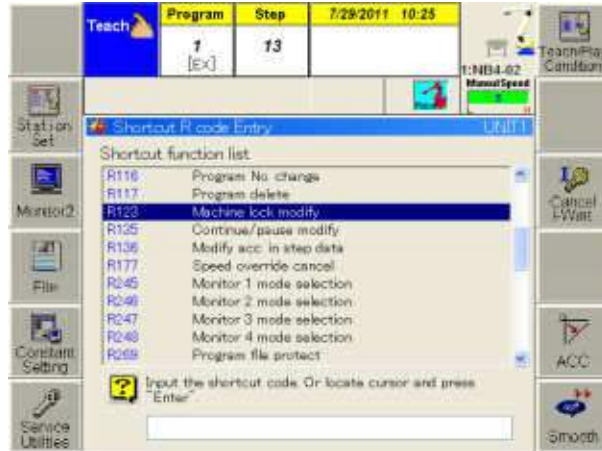 Teach
Program
Step
7/29/2011 10:25
1
[EX]
13
1:NB4-02
Manual Speed
Teach/Play
Condition
Station
Set
Monitor2
File
Constant
Setting
Service
Utilities
Shortcut R code Entry
UNIT1
Shortcut function list
R116 Program No. change
R117 Program delete
R123 Machine lock modify
R135 Continue/pause modify
R136 Modify acc. in step data
R177 Speed override cancel
R245 Monitor 1 mode selection
R246 Monitor 2 mode selection
R247 Monitor 3 mode selection
R248 Monitor 4 mode selection
R269 Program file protect
Input the shortcut code. Or locate cursor and press
"Enter".
Cancel
I-Wait
ACC
Smooth